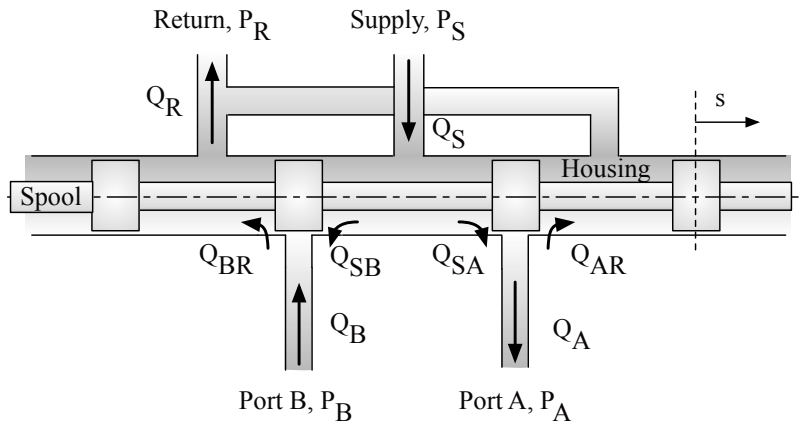 Return, P_R
Supply, P_S
Q_R
Q_S
s
Housing
Spool
Q_BR
Q_SB
Q_SA
Q_AR
Q_B
Q_A
Port B, P_B
Port A, P_A